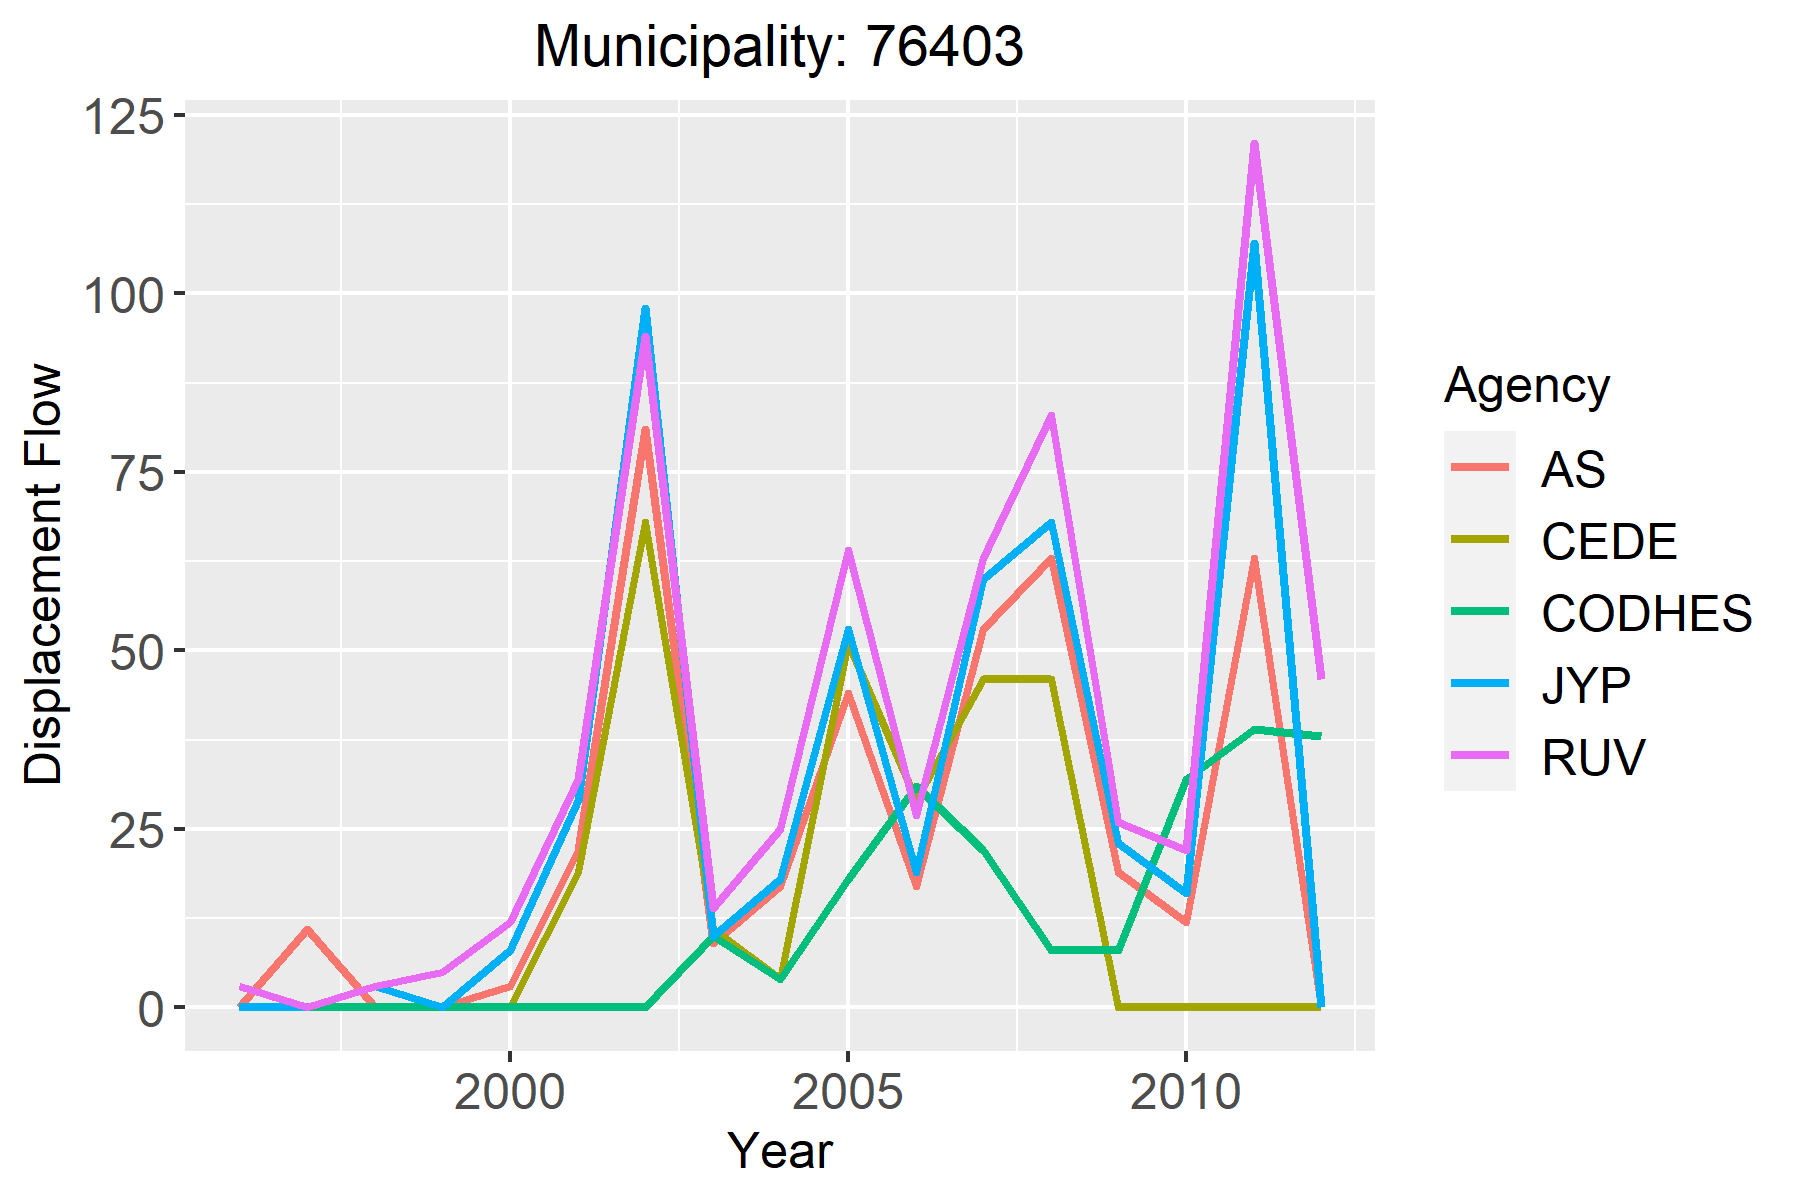 Municipality: 76403
125
100
75
50
25
0
Displacement Flow
2000 2005 2010
Year
Agency
AS
CEDE
CODHES
JYP
RUV